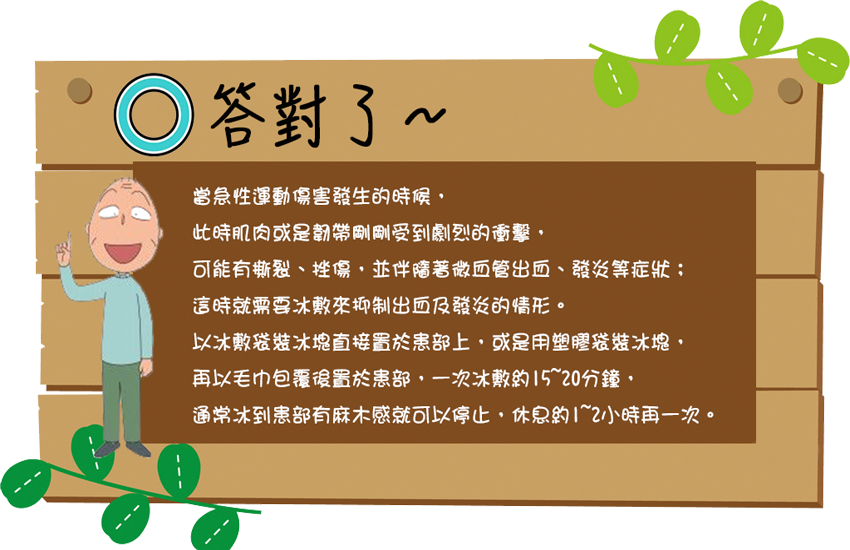 答對了~
當急性運動傷害發生的時候，
此時肌肉或是韌帶剛剛受到劇烈的衝擊，
可能有撕裂、挫傷，並伴隨著微血管出血、發炎等症狀；
這時就需要冰敷來抑制出血及發炎的情形。
以冰敷袋裝冰塊直接置於患部上，或是用塑膠袋裝冰塊，
再以毛巾包覆後置於患部，一次冰敷約15~20分鐘，
通常冰到患部有麻木感就可以停止，休息約1~2小時再一次。